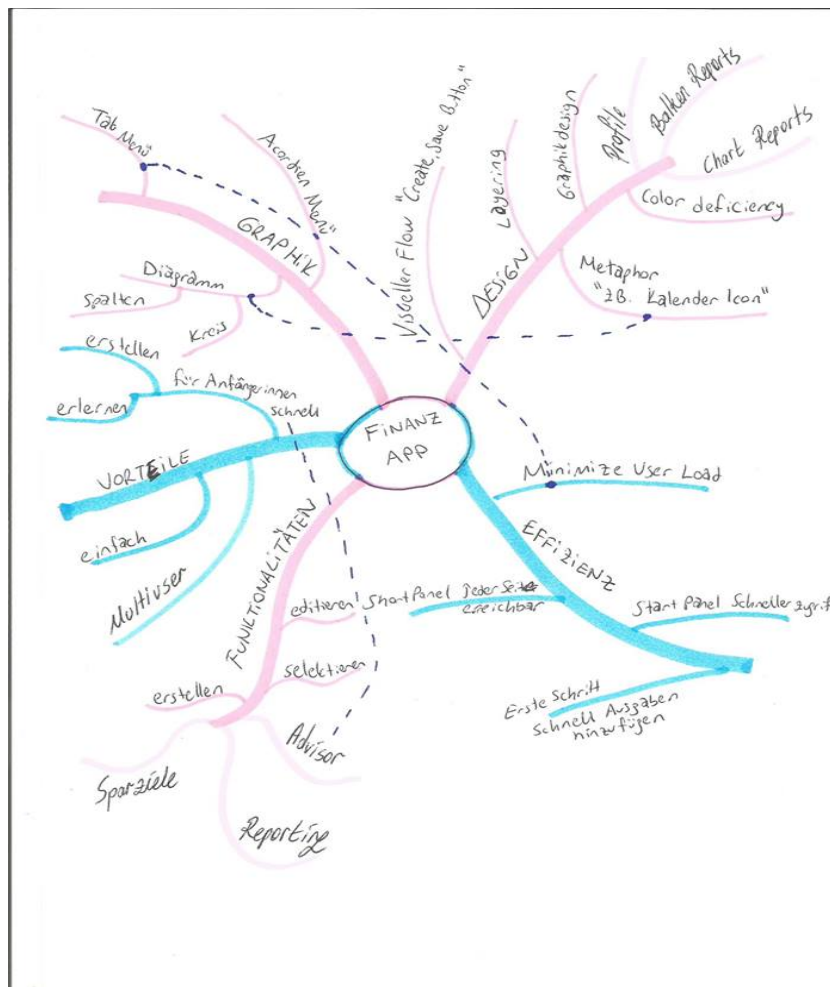 FINANZ
APP
GRAPHIK
Tab Menü
Acordien Menü"
Diagramm
Spalten
Kreis
DESIGN
Visueller Flow "Create, Save Button"
Layering
Graphikdesign
Profile
Balken Reports
Chart Reports
Color deficiency
Metaphor
"zB. Kalender Icon"
VORTEILE
für Anfängerinnen
schnell
erstellen
erlernen
einfach
Multiuser
FUNKTIONALITÄTEN
editieren
selektieren
erstellen
Advisor
Reporting
Sparziele
EFFIZIENZ
Minimize User Load
Short Panel jeder Seite
erreichbar
Start Panel Schneller zugrif
Erste Schritt
Schnell Ausgaben
hinzufügen